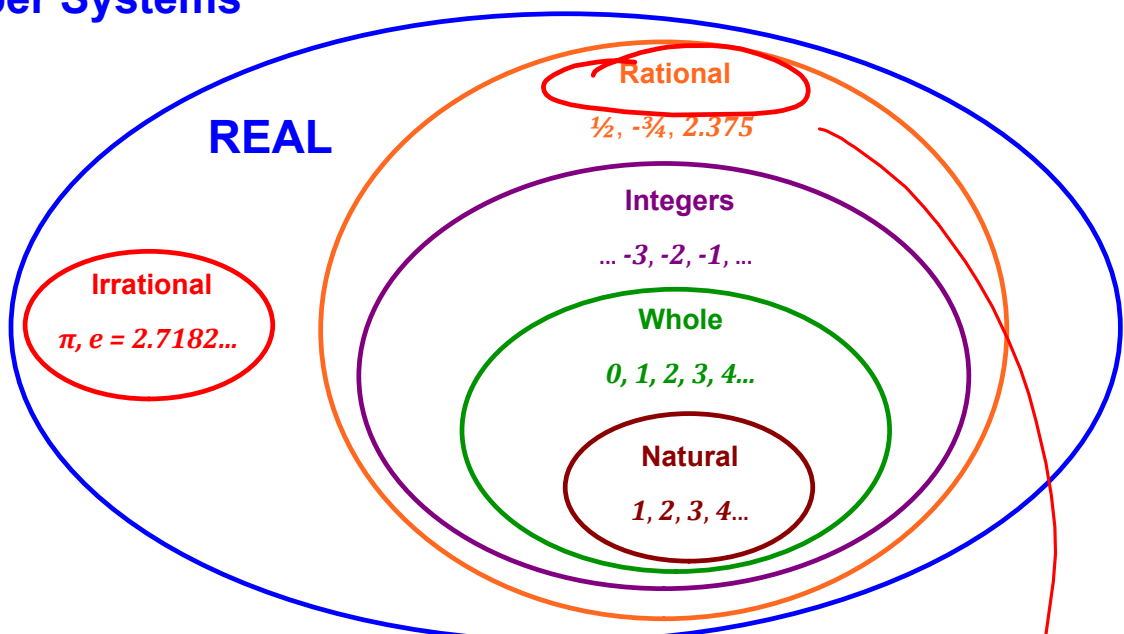 per Systems
Rational
½, -¾, 2.375
REAL
Integers
... -3, -2, -1, ...
Irrational
π, e = 2.7182...
Whole
0, 1, 2, 3, 4...
Natural
1, 2, 3, 4...